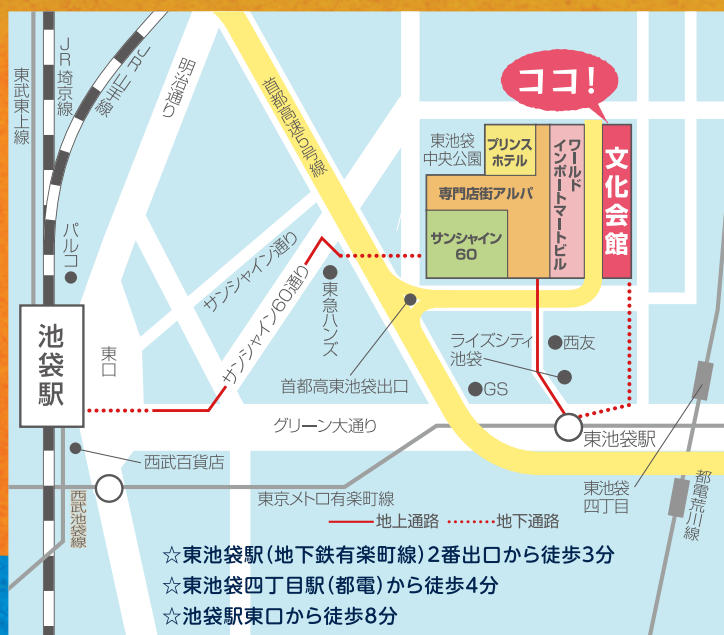 JR埼京線
JR山手線
東武東上線
明治通り
首都高速5号線
ココ!
東池袋
中央公園
プリンス
ホテル
ワールド
インポートマートビル
文化会館
専門店街アルパ
サンシャイン
60
パルコ
サンシャイン通り
サンシャイン60通り
東急ハンズ
池袋駅
東口
首都高東池袋出口
ライズシティ
池袋
西友
GS
グリーン大通り
東池袋駅
西武百貨店
西武池袋線
東京メトロ有楽町線
東池袋
四丁目
都電荒川線
地上通路
地下通路
☆東池袋駅(地下鉄有楽町線)2番出口から徒歩3分
☆東池袋四丁目駅(都電)から徒歩4分
☆池袋駅東口から徒歩8分